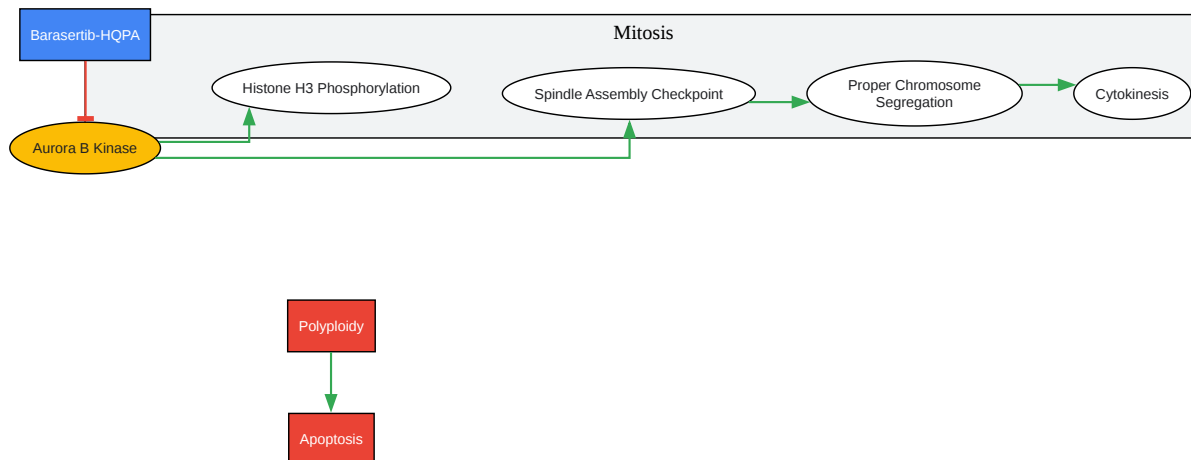 Barasertib-HQPA
Mitosis
Histone H3 Phosphorylation
Spindle Assembly Checkpoint
Proper Chromosome
Segregation
Cytokinesis
Aurora B Kinase
Polyploidy
Apoptosis